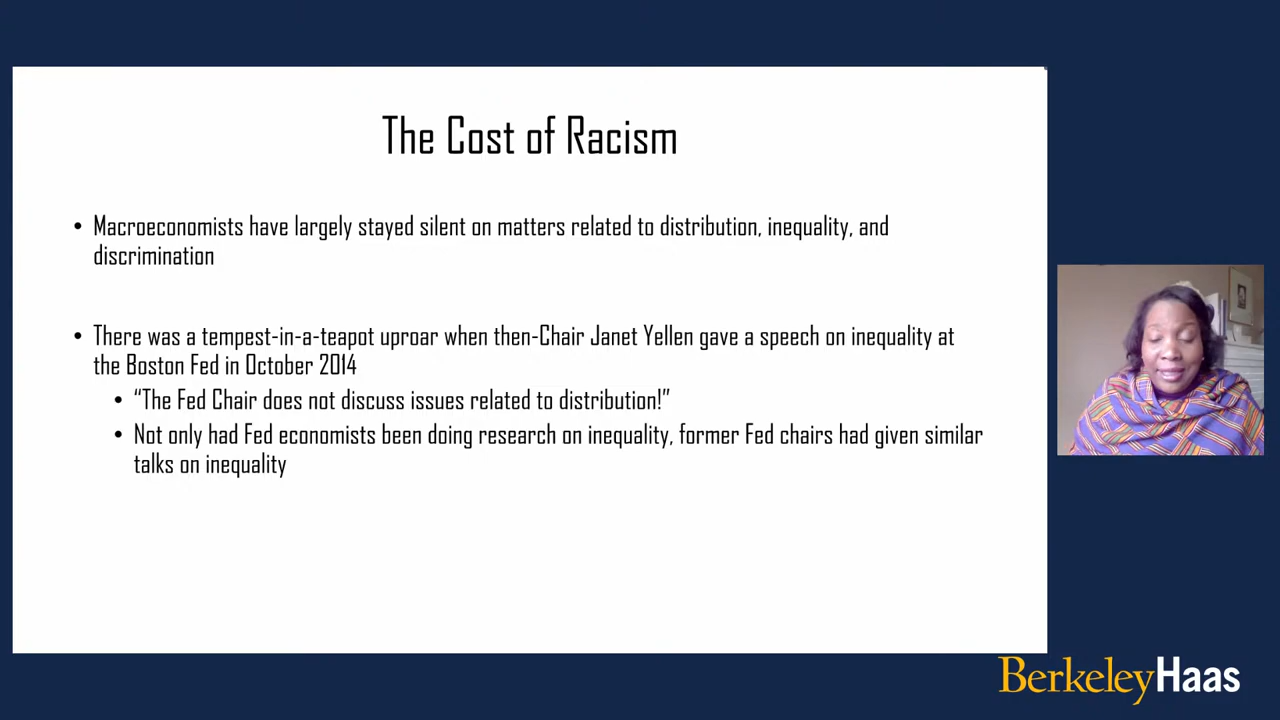 The Cost of Racism
• Macroeconomists have largely stayed silent on matters related to distribution, inequality, and
discrimination
• There was a tempest-in-a-teapot uproar when then-Chair Janet Yellen gave a speech on inequality at
the Boston Fed in October 2014
• “The Fed Chair does not discuss issues related to distribution!”
• Not only had Fed economists been doing research on inequality, former Fed chairs had given similar
talks on inequality
BerkeleyHaas